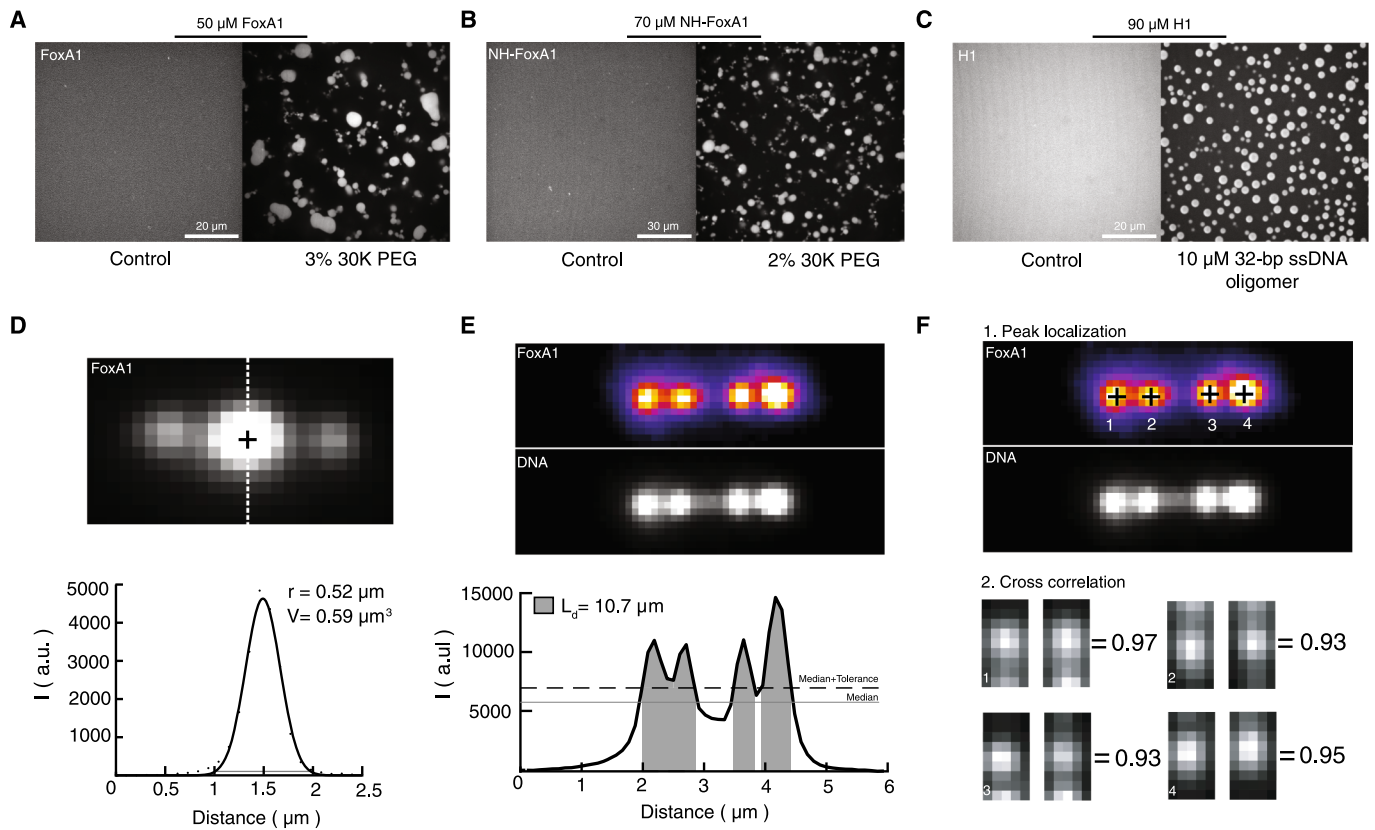 A
50 µM FoxA1
FoxA1
20 µm
Control
3% 30K PEG
B
70 µM NH-FoxA1
NH-FoxA1
30 µm
Control
2% 30K PEG
C
90 µM H1
H1
20 µm
Control
10 µM 32-bp ssDNA
oligomer
D
FoxA1
5000
4000
3000
2000
1000
r = 0.52 µm
V= 0.59 µm³
I ( a.u. )
0
0.5
1
1.5
2
2.5
Distance ( µm )
E
FoxA1
DNA
15000
10000
5000
I ( a.ul )
L_d= 10.7 µm
Median+Tolerance
Median
0
1
2
3
4
5
6
Distance ( µm )
F
1. Peak localization
FoxA1
1 2 3 4
DNA
2. Cross correlation
1
= 0.97
2
= 0.93
3
= 0.93
4
= 0.95